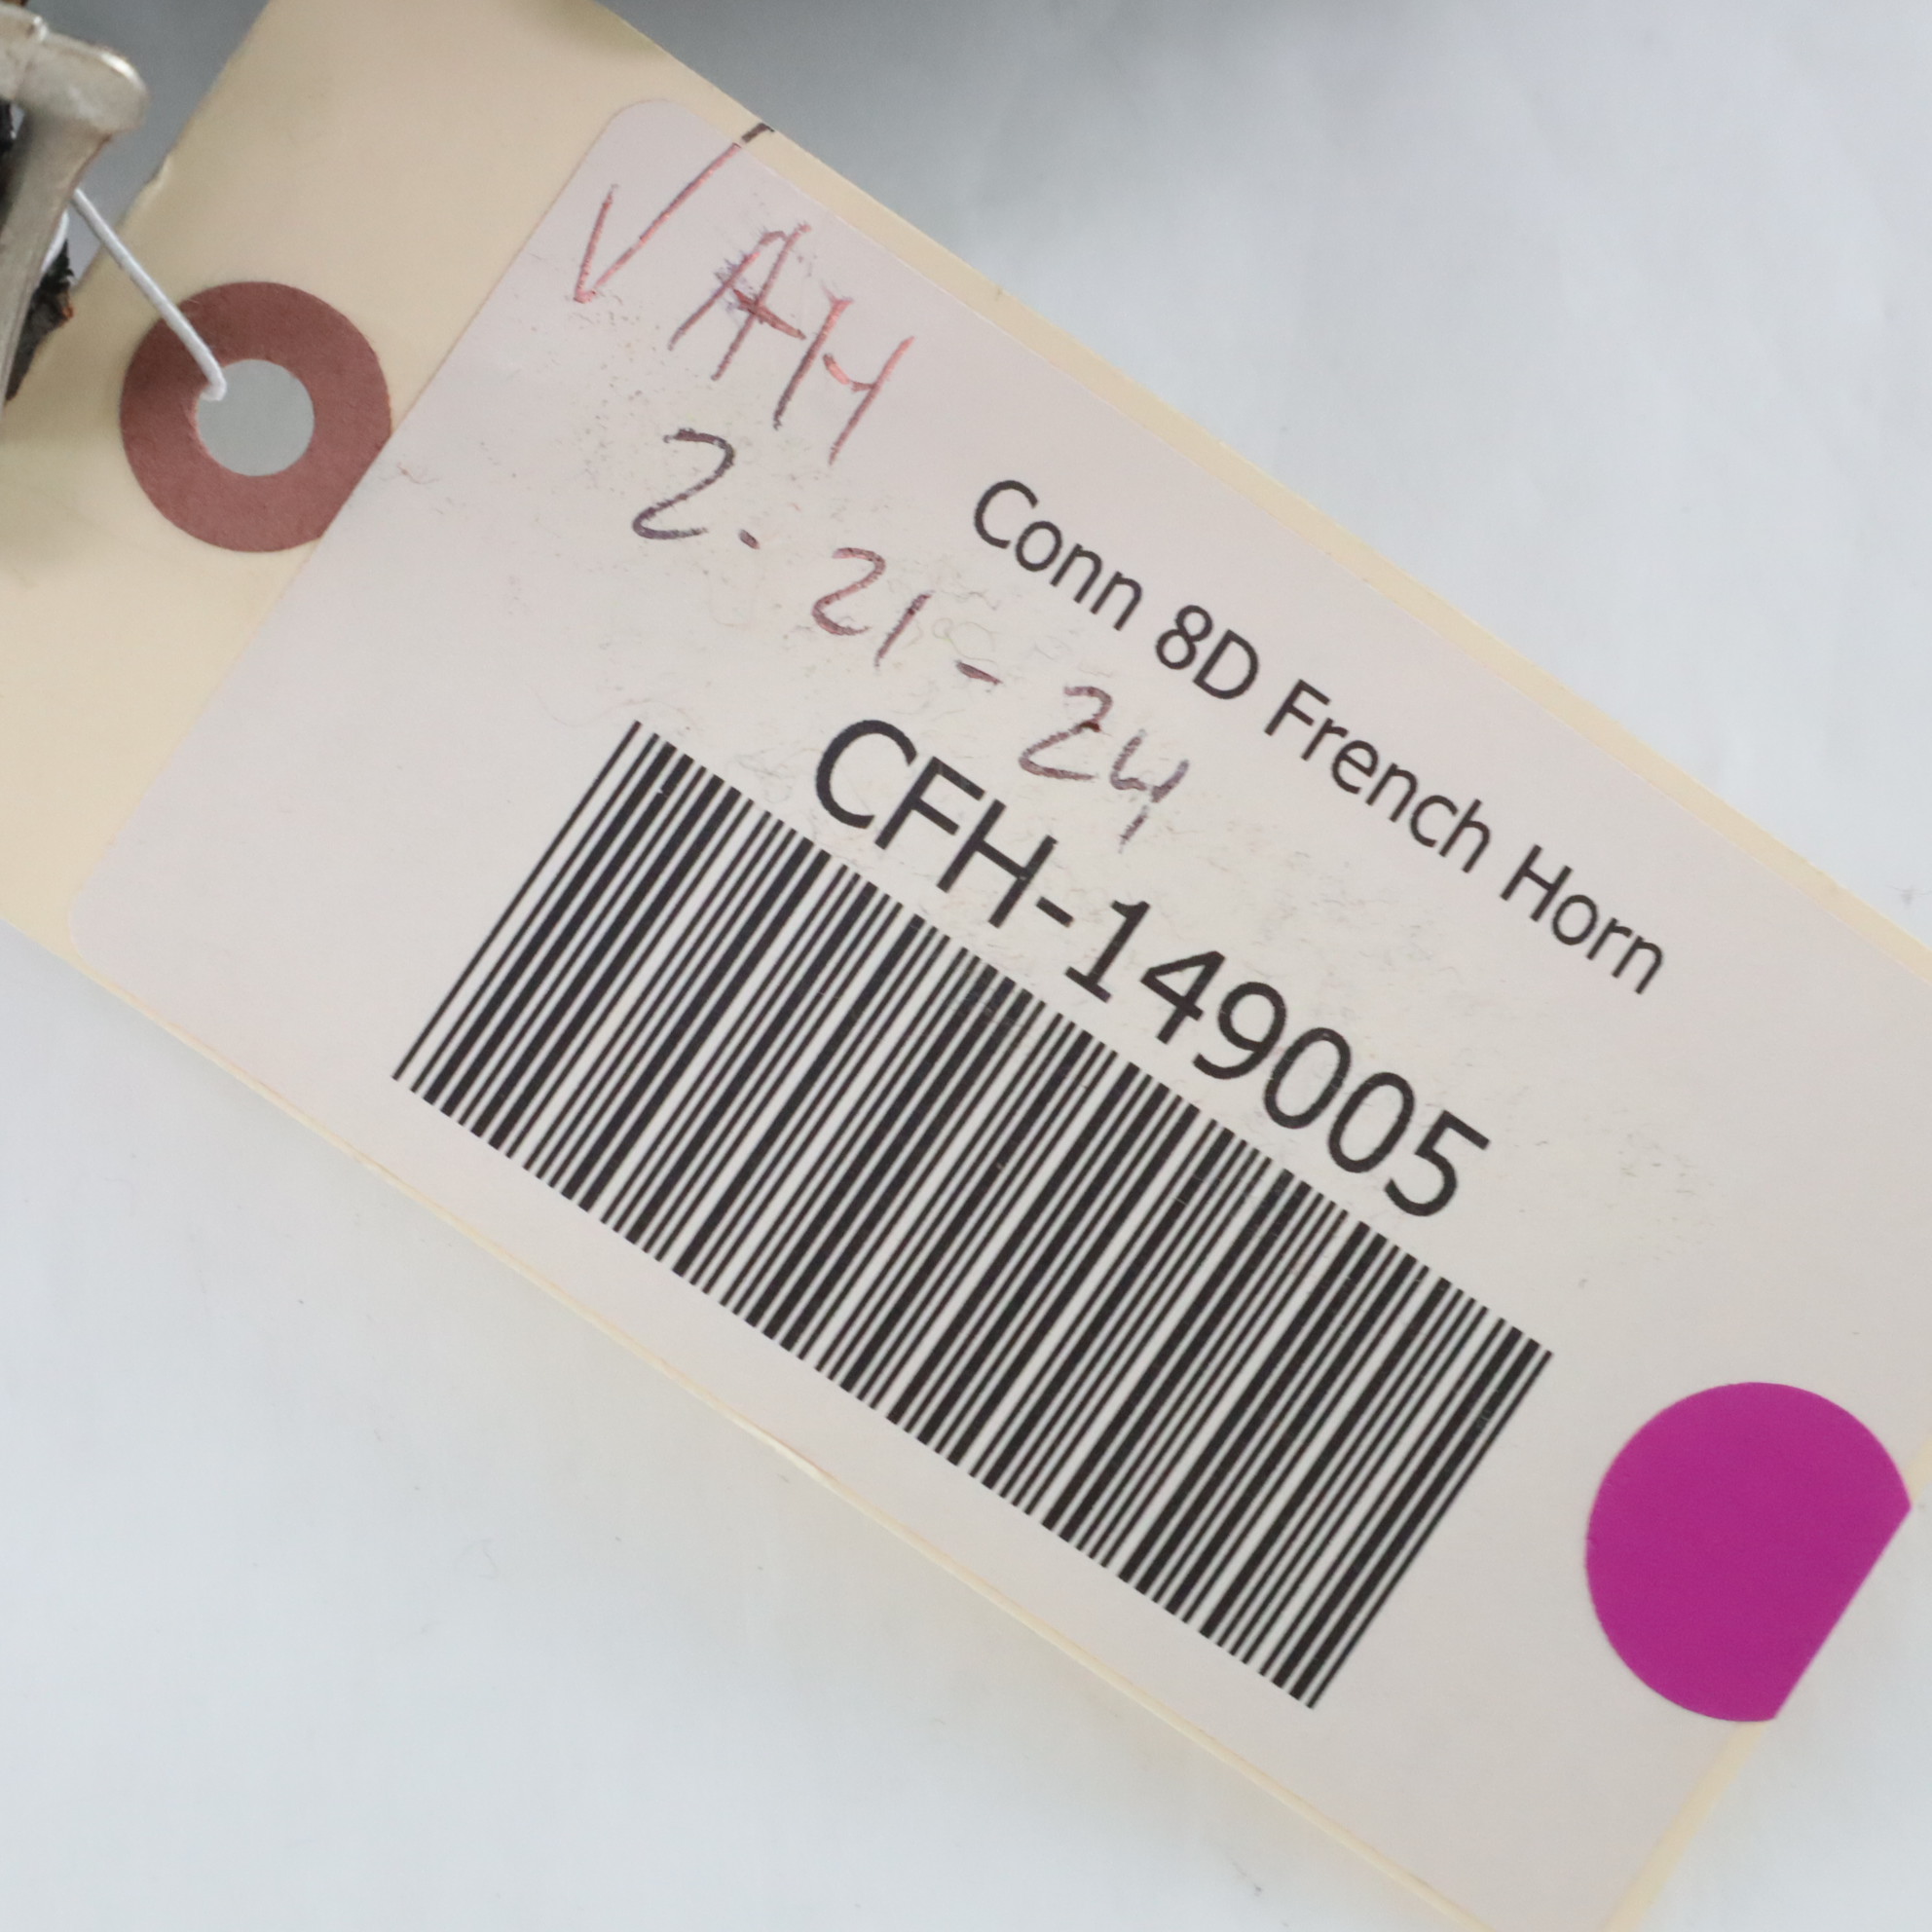 ✓ AH
2-21-24
Conn 8D French Horn
CFH-149005